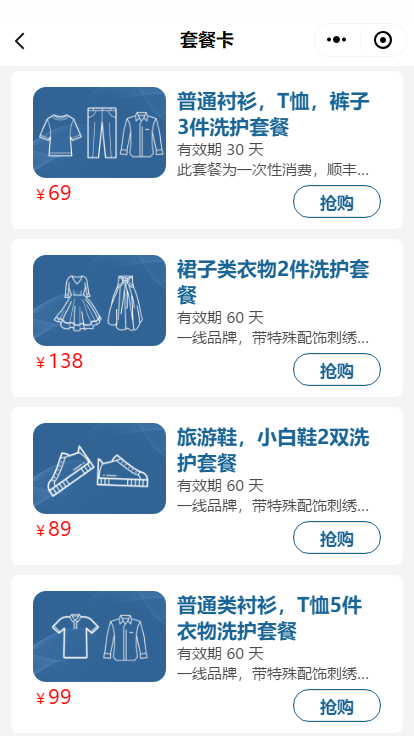 套餐卡
普通衬衫，T恤，裤子
3件洗护套餐
有效期 30 天
此套餐为一次性消费，顺丰...
¥69
抢购
裙子类衣物2件洗护套
餐
有效期 60 天
一线品牌，带特殊配饰刺绣...
¥138
抢购
旅游鞋，小白鞋2双洗
护套餐
有效期 60 天
一线品牌，带特殊配饰刺绣...
¥89
抢购
普通类衬衫，T恤5件
衣物洗护套餐
有效期 60 天
一线品牌，带特殊配饰刺绣...
¥99
抢购